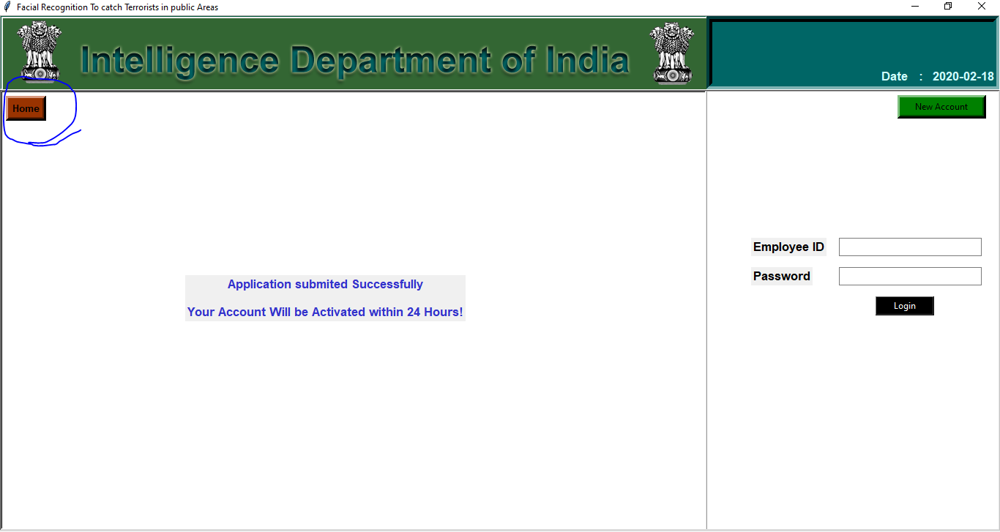 Facial Recognition To catch Terrorists in public Areas
Intelligence Department of India
Date : 2020-02-18
Home
New Account
Employee ID
Password
Login
Application submited Successfully
Your Account Will be Activated within 24 Hours!